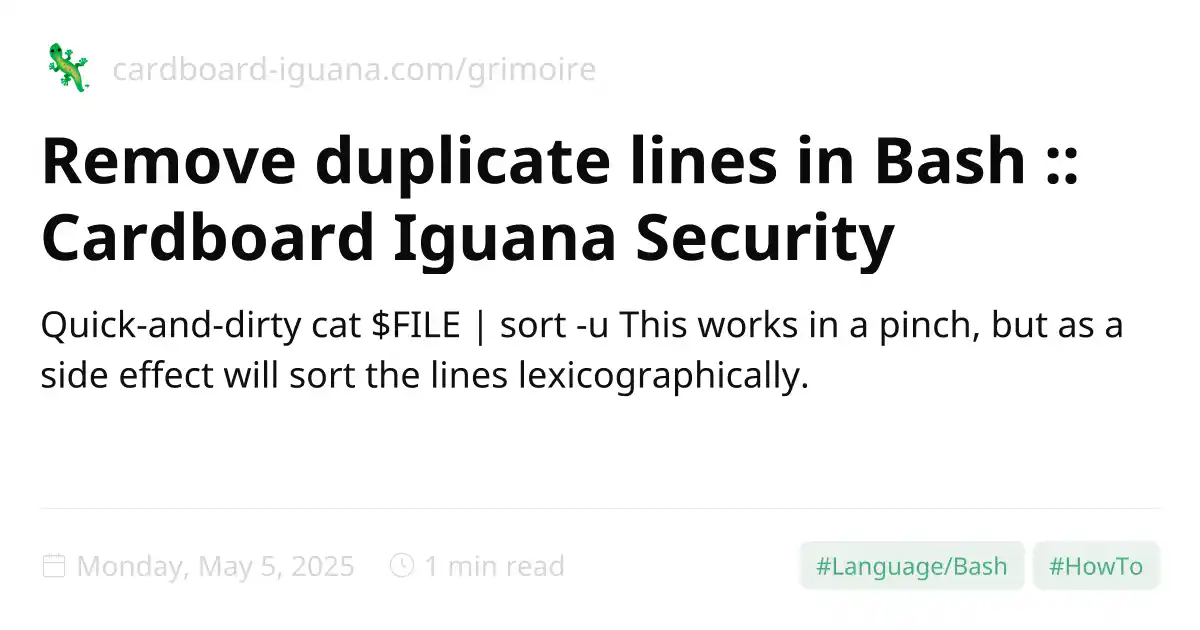 cardboard-iguana.com/grimoire
Remove duplicate lines in Bash ::
Cardboard Iguana Security
Quick-and-dirty cat $FILE | sort -u This works in a pinch, but as a
side effect will sort the lines lexicographically.
Monday, May 5, 2025 1 min read #Language/Bash #HowTo